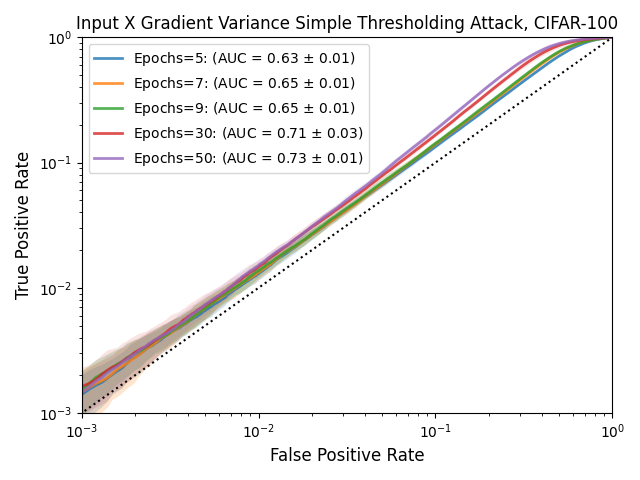 Input X Gradient Variance Simple Thresholding Attack, CIFAR-100
10⁰
Epochs=5: (AUC = 0.63 ± 0.01)
Epochs=7: (AUC = 0.65 ± 0.01)
Epochs=9: (AUC = 0.65 ± 0.01)
Epochs=30: (AUC = 0.71 ± 0.03)
Epochs=50: (AUC = 0.73 ± 0.01)
10⁻¹
True Positive Rate
10⁻²
10⁻³
10⁻³ 10⁻² 10⁻¹ 10⁰
False Positive Rate